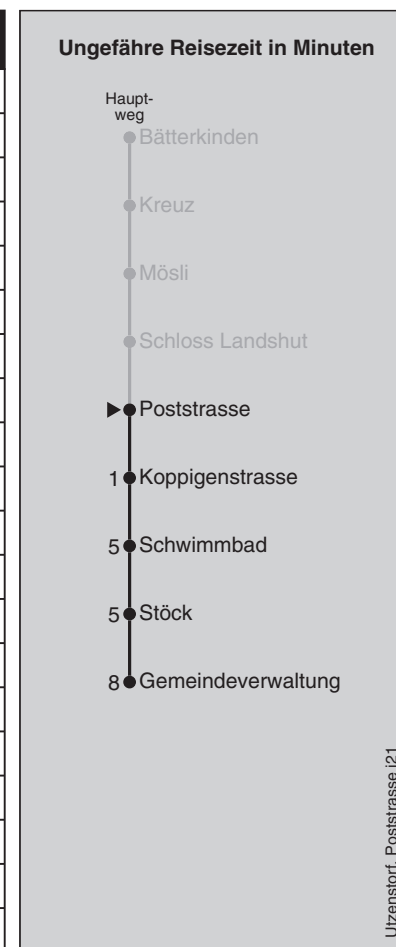 Ungefähre Reisezeit in Minuten
Haupt-
weg
Bätterkinden
Kreuz
Mösli
Schloss Landshut
Poststrasse
1 Koppigenstrasse
5 Schwimmbad
5 Stöck
8 Gemeindeverwaltung
Utzenstorf, Poststrasse j21